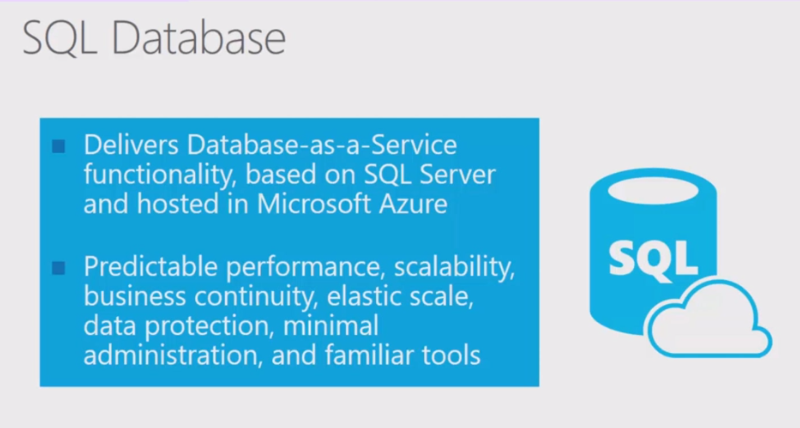 SQL Database
Delivers Database-as-a-Service
functionality, based on SQL Server
and hosted in Microsoft Azure
Predictable performance, scalability,
business continuity, elastic scale,
data protection, minimal
administration, and familiar tools
SQL